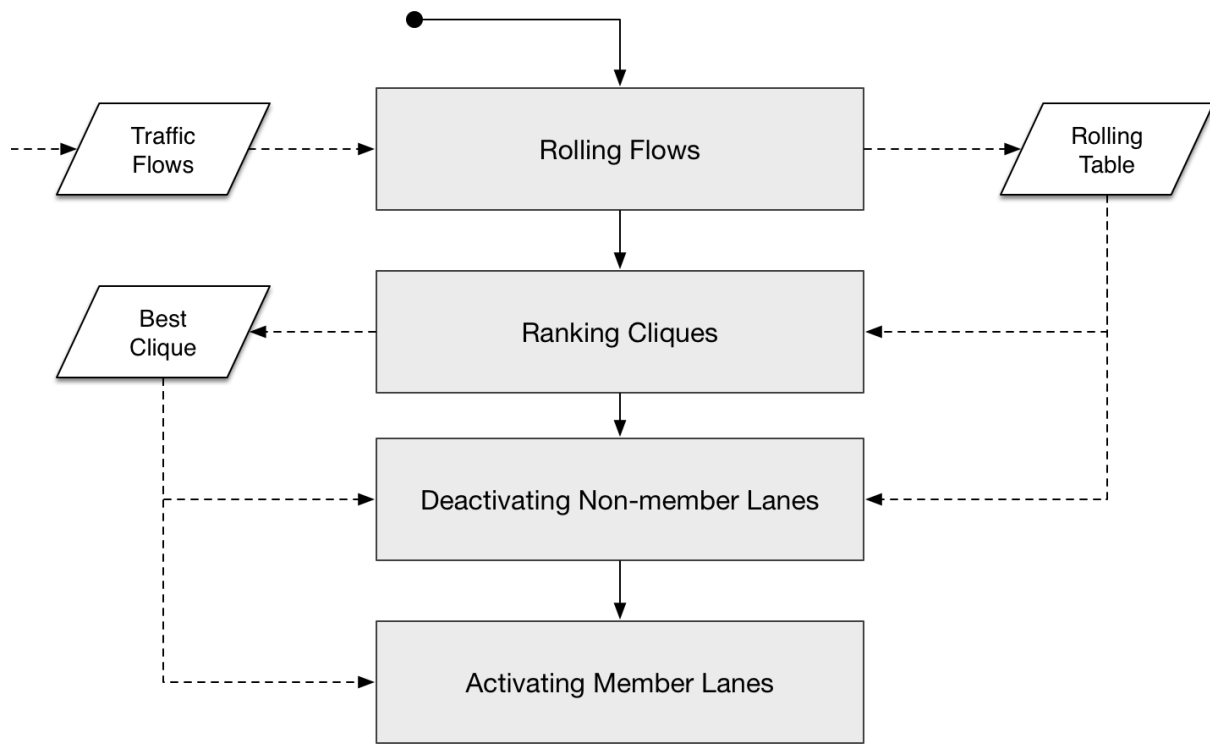 Traffic
Flows
Rolling Flows
Rolling
Table
Best
Clique
Ranking Cliques
Deactivating Non-member Lanes
Activating Member Lanes